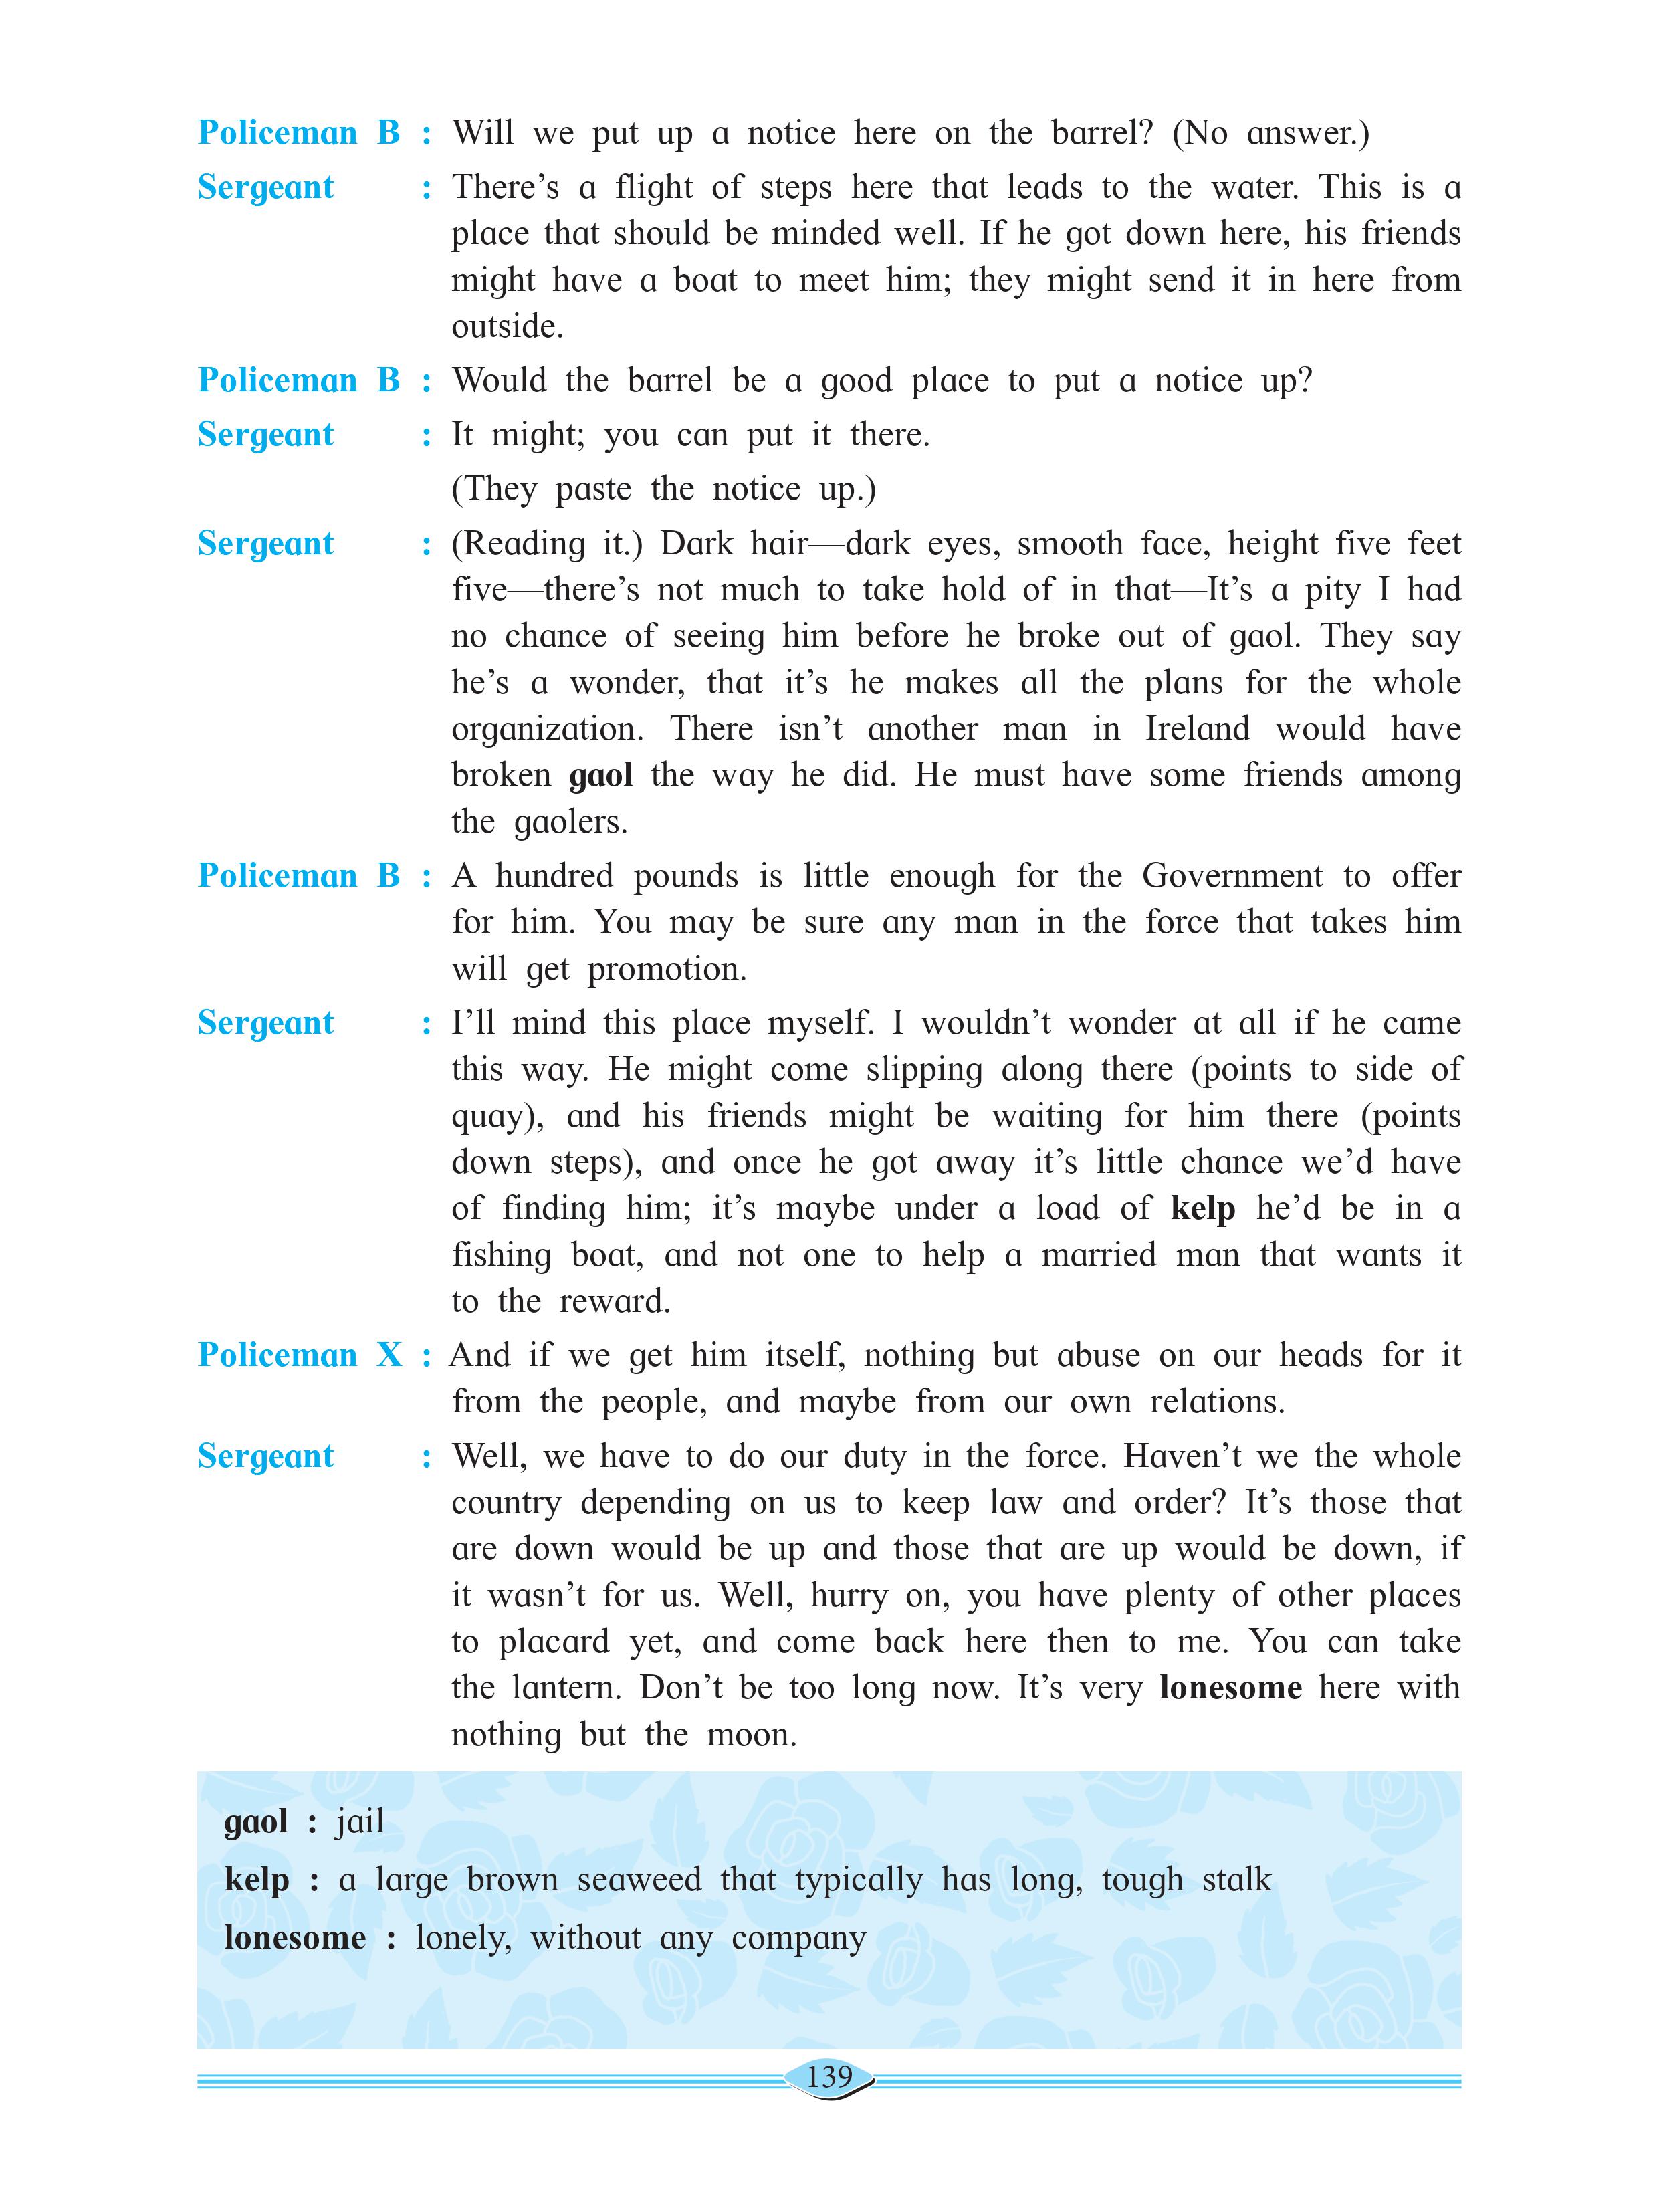 Policeman B : Will we put up a notice here on the barrel? (No answer.)
Sergeant : There’s a flight of steps here that leads to the water. This is a
place that should be minded well. If he got down here, his friends
might have a boat to meet him; they might send it in here from
outside.
Policeman B : Would the barrel be a good place to put a notice up?
Sergeant : It might; you can put it there.
(They paste the notice up.)
Sergeant : (Reading it.) Dark hair—dark eyes, smooth face, height five feet
five—there’s not much to take hold of in that—It’s a pity I had
no chance of seeing him before he broke out of gaol. They say
he’s a wonder, that it’s he makes all the plans for the whole
organization. There isn’t another man in Ireland would have
broken gaol the way he did. He must have some friends among
the gaolers.
Policeman B : A hundred pounds is little enough for the Government to offer
for him. You may be sure any man in the force that takes him
will get promotion.
Sergeant : I’ll mind this place myself. I wouldn’t wonder at all if he came
this way. He might come slipping along there (points to side of
quay), and his friends might be waiting for him there (points
down steps), and once he got away it’s little chance we’d have
of finding him; it’s maybe under a load of kelp he’d be in a
fishing boat, and not one to help a married man that wants it
to the reward.
Policeman X : And if we get him itself, nothing but abuse on our heads for it
from the people, and maybe from our own relations.
Sergeant : Well, we have to do our duty in the force. Haven’t we the whole
country depending on us to keep law and order? It’s those that
are down would be up and those that are up would be down, if
it wasn’t for us. Well, hurry on, you have plenty of other places
to placard yet, and come back here then to me. You can take
the lantern. Don’t be too long now. It’s very lonesome here with
nothing but the moon.
gaol : jail
kelp : a large brown seaweed that typically has long, tough stalk
lonesome : lonely, without any company
139